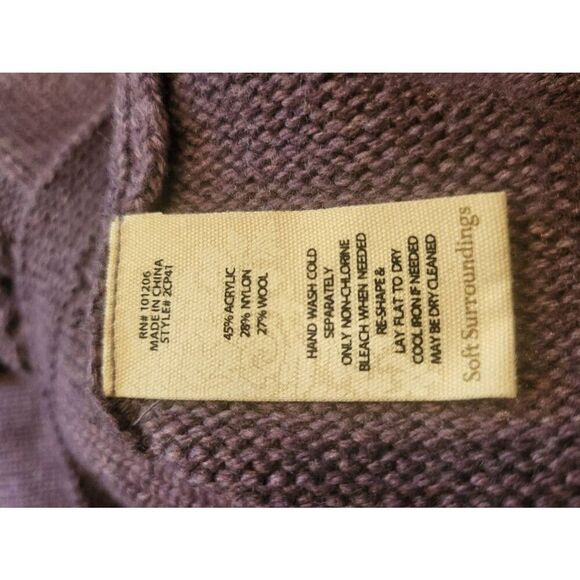 RN# 101206
MADE IN CHINA
STYLE# 2CP41
45% ACRYLIC
28% NYLON
27% WOOL
HAND WASH COLD
SEPARATELY
ONLY NON-CHLORINE
BLEACH WHEN NEEDED
RE-SHAPE &
LAY FLAT TO DRY
COOL IRON IF NEEDED
MAY BE DRY CLEANED
Soft Surroundings